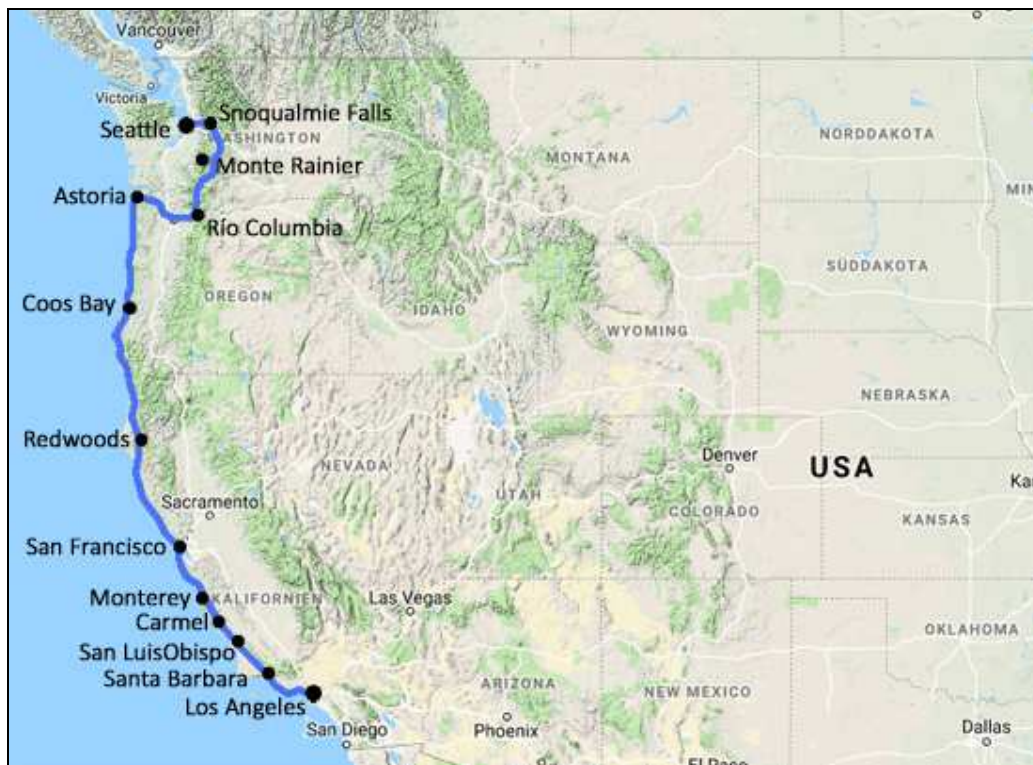 Vancouver
Victoria
Seattle
Snoqualmie Falls
WASHINGTON
Monte Rainier
Astoria
Río Columbia
MONTANA
NORDDAKOTA
Coos Bay
OREGON
IDAHO
SÜDDAKOTA
WYOMING
NEBRASKA
Redwoods
NEVADA
UTAH
Denver
USA
COLORADO
KANSAS
Sacramento
San Francisco
Monterey
KALIFORNIEN
Carmel
San LuisObispo
Santa Barbara
Los Angeles
Las Vegas
San Diego
ARIZONA
Phoenix
NEW MEXICO
OKLAHOMA
Dallas